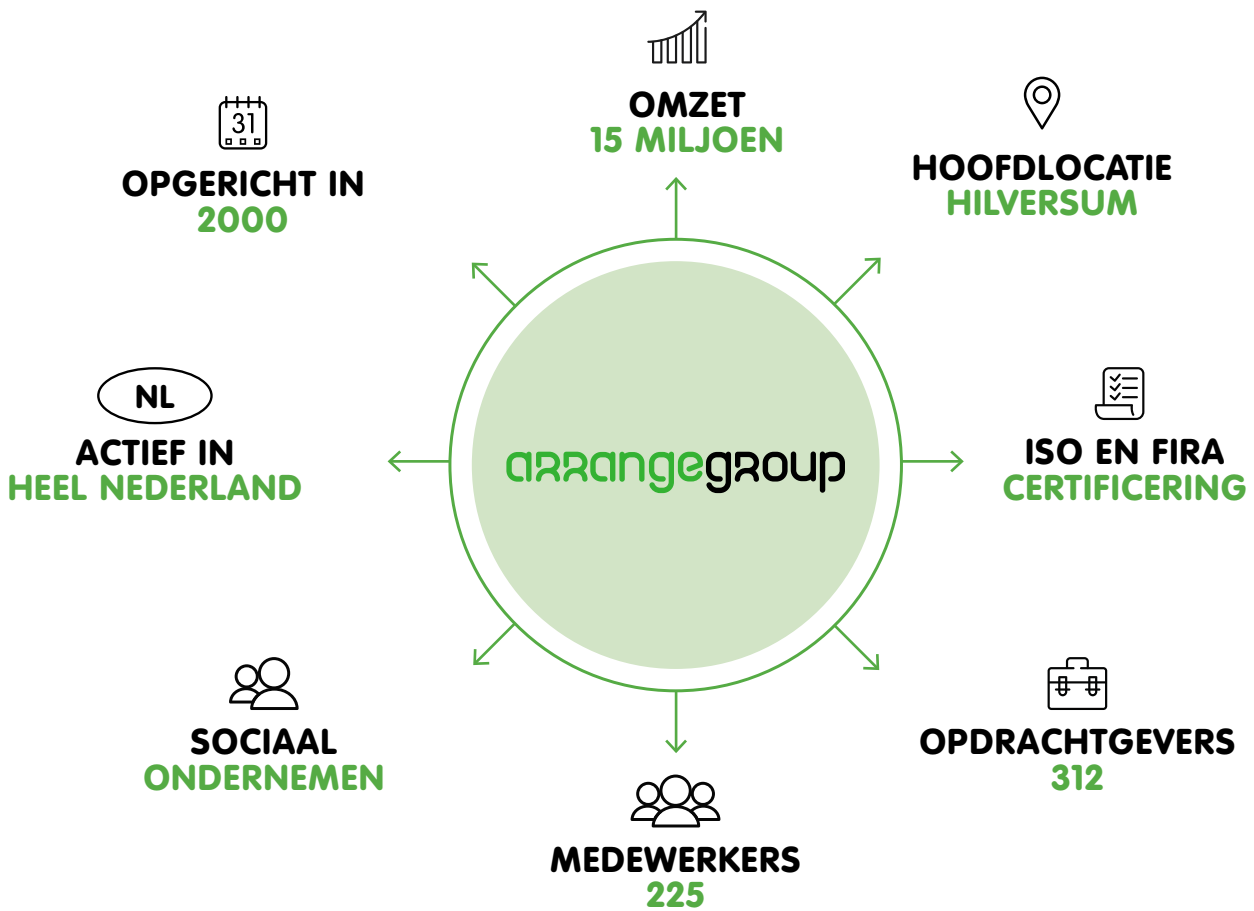 OMZET
15 MILJOEN
HOOFDLOCATIE
HILVERSUM
31
OPGERICHT IN
2000
NL
ACTIEF IN
HEEL NEDERLAND
arrangegroup
ISO EN FIRA
CERTIFICERING
SOCIAAL
ONDERNEMEN
OPDRACHTGEVERS
312
MEDEWERKERS
225